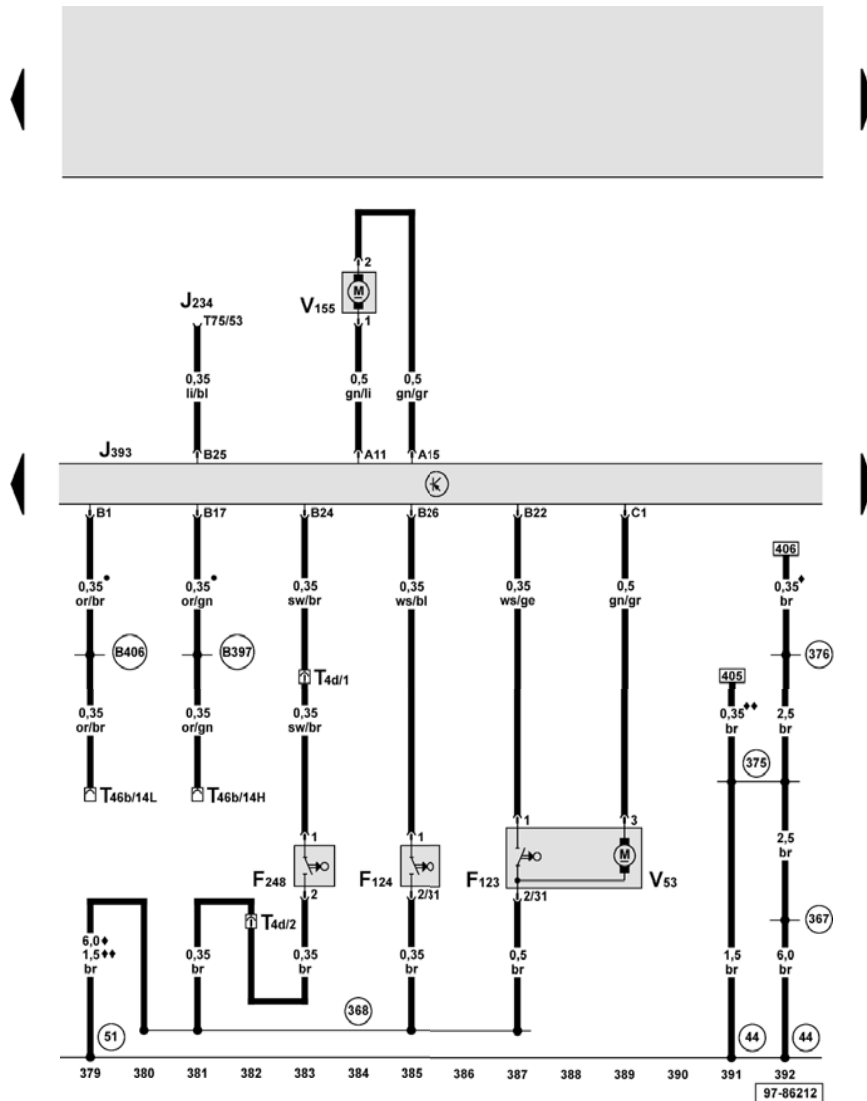 2
V155
M
1
J234
T75/53
0,35
li/bl
0,5
gn/li
0,5
gn/gr
J393
B25
A11
A15
B1
B17
B24
B26
B22
C1
406
0,35•
or/br
0,35•
or/gn
0,35
sw/br
0,35
ws/bl
0,35
ws/ge
0,5
gn/gr
0,35♦
br
B406
B397
376
T4d/1
405
0,35
or/br
0,35
or/gn
0,35
sw/br
0,35♦♦
br
2,5
br
375
T46b/14L
T46b/14H
1
1
1
3
M
2,5
br
F248
F124
F123
V53
2
2/31
2/31
T4d/2
367
6,0♦
1,5♦♦
br
0,35
br
0,35
br
0,35
br
0,5
br
1,5
br
6,0
br
368
51
44
44
379 380 381 382 383 384 385 386 387 388 389 390 391 392
97-86212